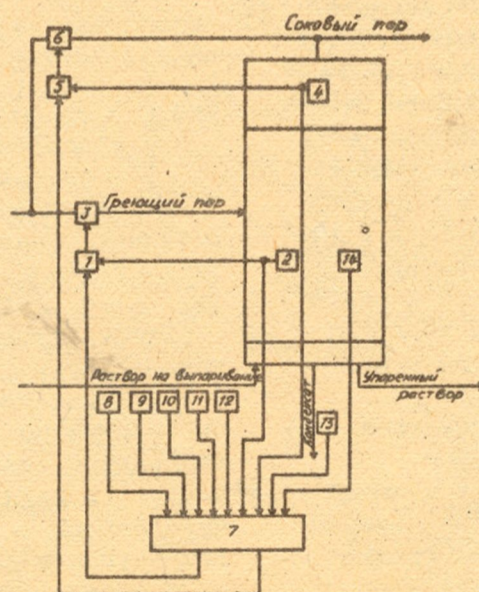 Соковый пар
6
5
4
Греющий пар
3
1
2
14
Раствор на выпаривание
Упаренный
раствор
8
9
10
11
12
13
Конденсат
7